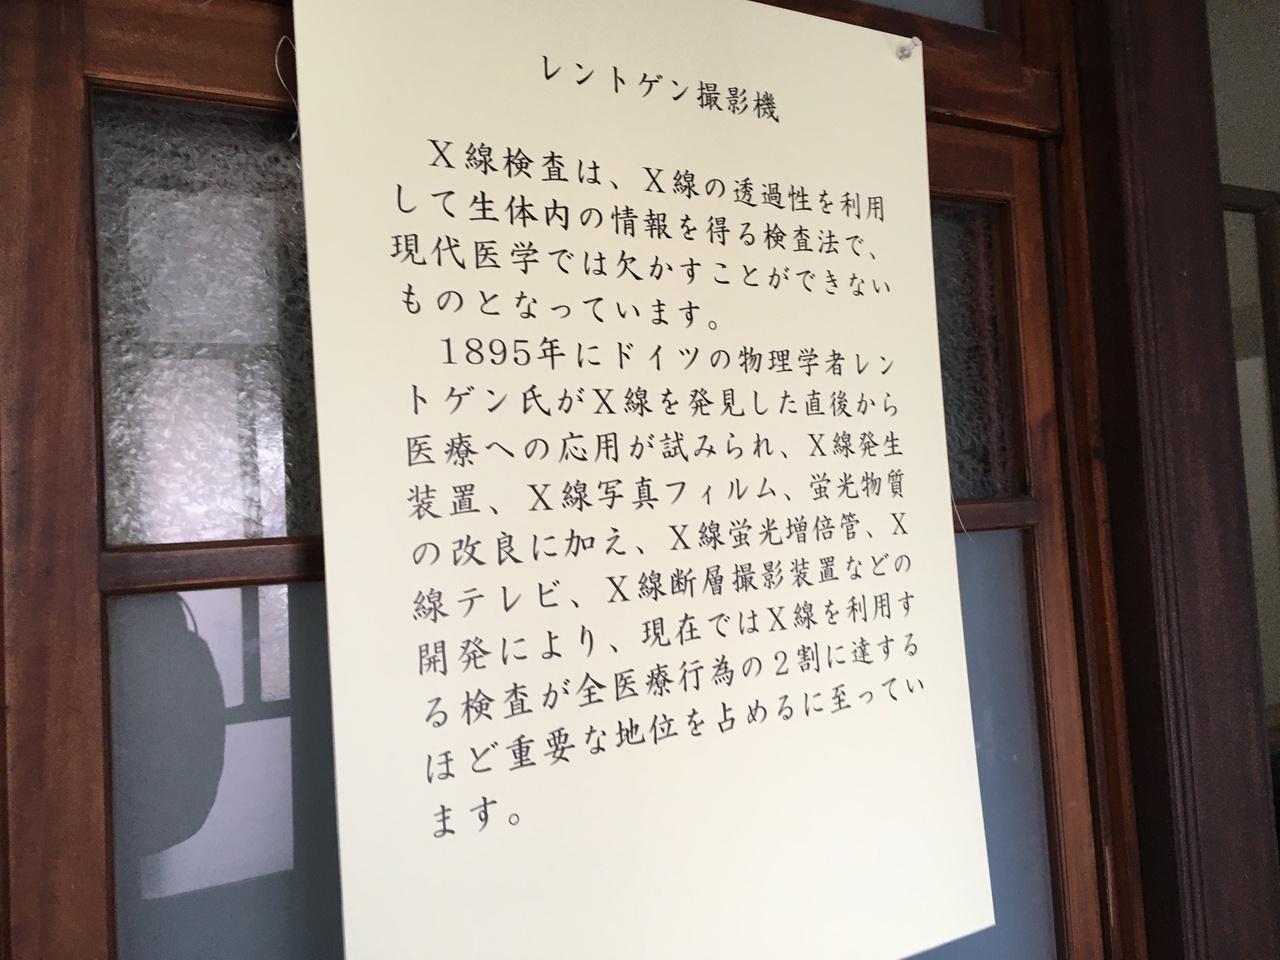 レントゲン撮影機
X線検査は、X線の透過性を利用
して生体内の情報を得る検査法で、
現代医学では欠かすことができない
ものとなっています。
1895年にドイツの物理学者レン
トゲン氏がX線を発見した直後から
医療への応用が試みられ、X線発生
装置、X線写真フィルム、蛍光物質
の改良に加え、X線蛍光増倍管、X
線テレビ、X線断層撮影装置などの
開発により、現在ではX線を利用す
る検査が全医療行為の2割に達する
ほど重要な地位を占めるに至ってい
ます。